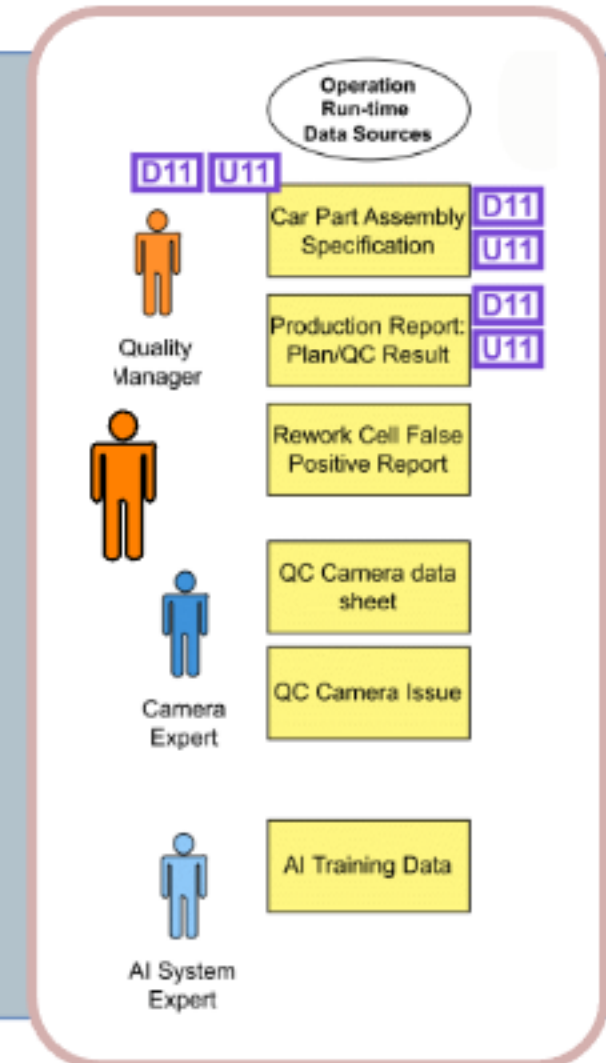 Operation
Run-time
Data Sources
D11 U11
Car Part Assembly
Specification
D11
U11
Quality
Manager
Production Report:
Plan/QC Result
D11
U11
Rework Cell False
Positive Report
QC Camera data
sheet
Camera
Expert
QC Camera Issue
AI Training Data
AI System
Expert